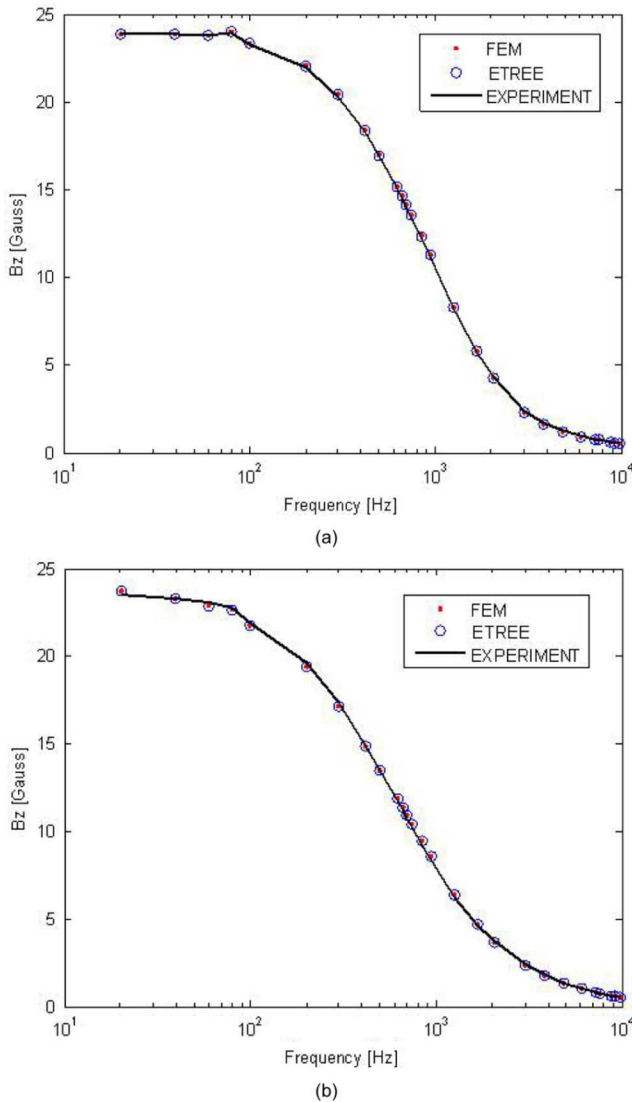 25
20
15
10
5
0
Bz [Gauss]
FEM
ETREE
EXPERIMENT
10^1
10^2
10^3
10^4
Frequency [Hz]
(a)
25
20
15
10
5
0
Bz [Gauss]
FEM
ETREE
EXPERIMENT
10^1
10^2
10^3
10^4
Frequency [Hz]
(b)